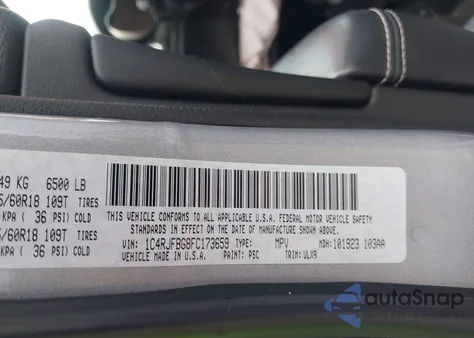 49 KG 6500 LB
5/60R18 109T TIRES
KPA ( 36 PSI) COLD
5/60R18 109T TIRES
KPA ( 36 PSI) COLD
THIS VEHICLE CONFORMS TO ALL APPLICABLE U.S.A. FEDERAL MOTOR VEHICLE SAFETY
STANDARDS IN EFFECT ON THE DATE OF MANUFACTURE SHOWN ABOVE.
VIN: 1C4RJFBG8FC173659 TYPE: MPV MDH: 101923 103AA
VEHICLE MADE IN U.S.A. PAINT: PSC TRIM: ULX9
autoSnap